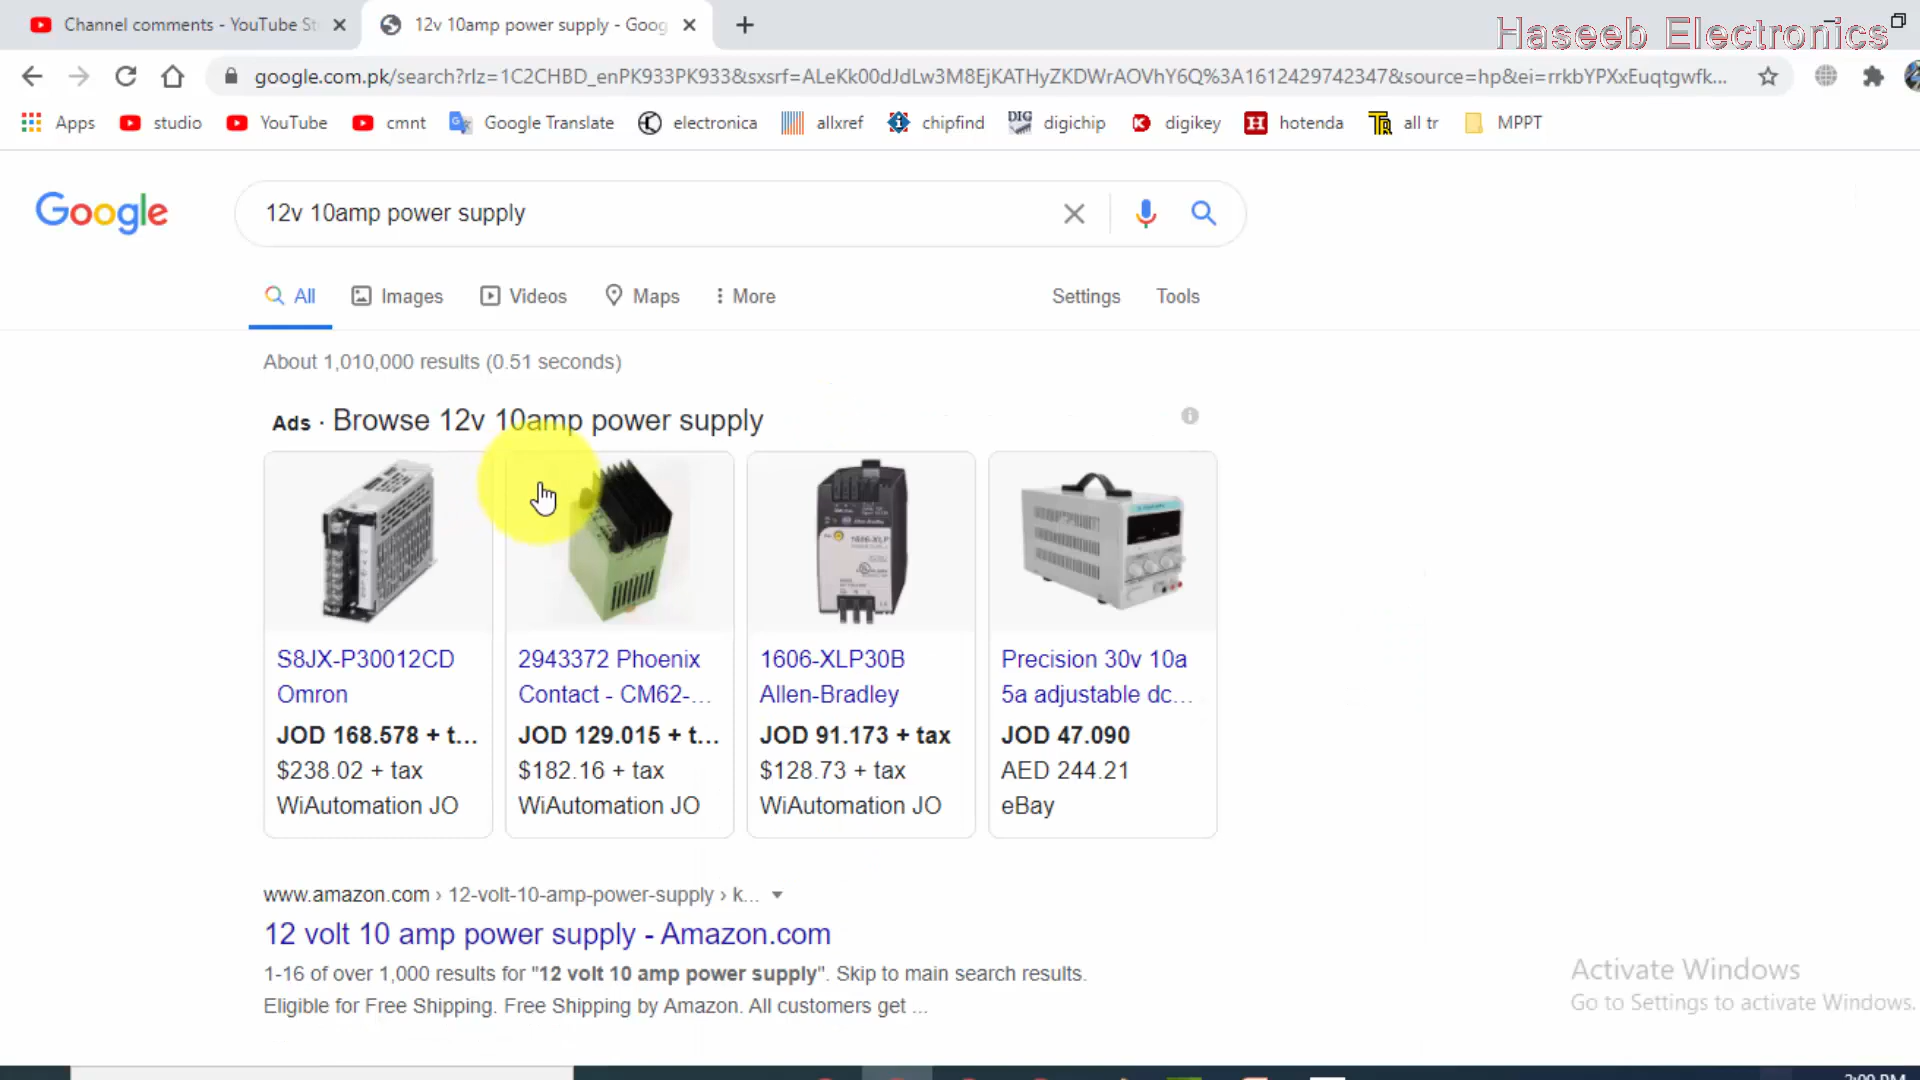 Channel comments - YouTube St
12v 10amp power supply - Goog
Haseeb Electronics
google.com.pk/search?rlz=1C2CHBD_enPK933PK933&sxsrf=ALeKk00dJdLw3M8EjKATHyZKDWrAOVhY6Q%3A1612429742347&source=hp&ei=rrkbYPXxEuqtgwfk...
Apps studio YouTube cmnt Google Translate electronica allxref chipfind DIG digichip digikey hotenda all tr MPPT
Google
12v 10amp power supply
All Images Videos Maps More Settings Tools
About 1,010,000 results (0.51 seconds)
Ads · Browse 12v 10amp power supply
1606-XLP
S8JX-P30012CD
Omron
JOD 168.578 + t...
$238.02 + tax
WiAutomation JO
2943372 Phoenix
Contact - CM62-...
JOD 129.015 + t...
$182.16 + tax
WiAutomation JO
1606-XLP30B
Allen-Bradley
JOD 91.173 + tax
$128.73 + tax
WiAutomation JO
Precision 30v 10a
5a adjustable dc...
JOD 47.090
AED 244.21
eBay
www.amazon.com › 12-volt-10-amp-power-supply › k...
12 volt 10 amp power supply - Amazon.com
1-16 of over 1,000 results for "12 volt 10 amp power supply". Skip to main search results.
Eligible for Free Shipping. Free Shipping by Amazon. All customers get ...
Activate Windows
Go to Settings to activate Windows.